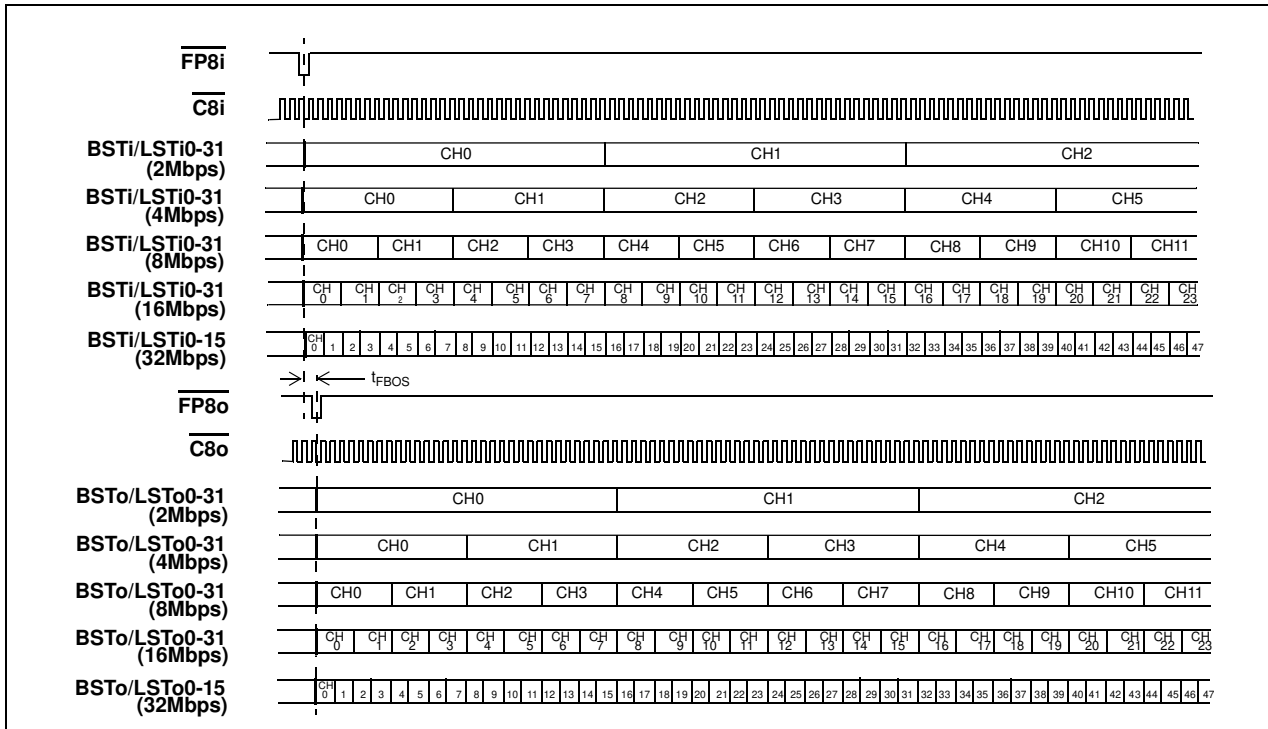 FP8i
C8i
BSTi/LSTi0-31
(2Mbps)
CH0 CH1 CH2
BSTi/LSTi0-31
(4Mbps)
CH0 CH1 CH2 CH3 CH4 CH5
BSTi/LSTi0-31
(8Mbps)
CH0 CH1 CH2 CH3 CH4 CH5 CH6 CH7 CH8 CH9 CH10 CH11
BSTi/LSTi0-31
(16Mbps)
CH CH CH CH CH CH CH CH CH CH CH CH CH CH CH CH CH CH CH CH CH CH CH CH
0 1 2 3 4 5 6 7 8 9 10 11 12 13 14 15 16 17 18 19 20 21 22 23
BSTi/LSTi0-15
(32Mbps)
CH
0 1 2 3 4 5 6 7 8 9 10 11 12 13 14 15 16 17 18 19 20 21 22 23 24 25 26 27 28 29 30 31 32 33 34 35 36 37 38 39 40 41 42 43 44 45 46 47
tFBOS
FP8o
C8o
BSTo/LSTo0-31
(2Mbps)
CH0 CH1 CH2
BSTo/LSTo0-31
(4Mbps)
CH0 CH1 CH2 CH3 CH4 CH5
BSTo/LSTo0-31
(8Mbps)
CH0 CH1 CH2 CH3 CH4 CH5 CH6 CH7 CH8 CH9 CH10 CH11
BSTo/LSTo0-31
(16Mbps)
CH CH CH CH CH CH CH CH CH CH CH CH CH CH CH CH CH CH CH CH CH CH CH CH
0 1 2 3 4 5 6 7 8 9 10 11 12 13 14 15 16 17 18 19 20 21 22 23
BSTo/LSTo0-15
(32Mbps)
CH
0 1 2 3 4 5 6 7 8 9 10 11 12 13 14 15 16 17 18 19 20 21 22 23 24 25 26 27 28 29 30 31 32 33 34 35 36 37 38 39 40 41 42 43 44 45 46 47